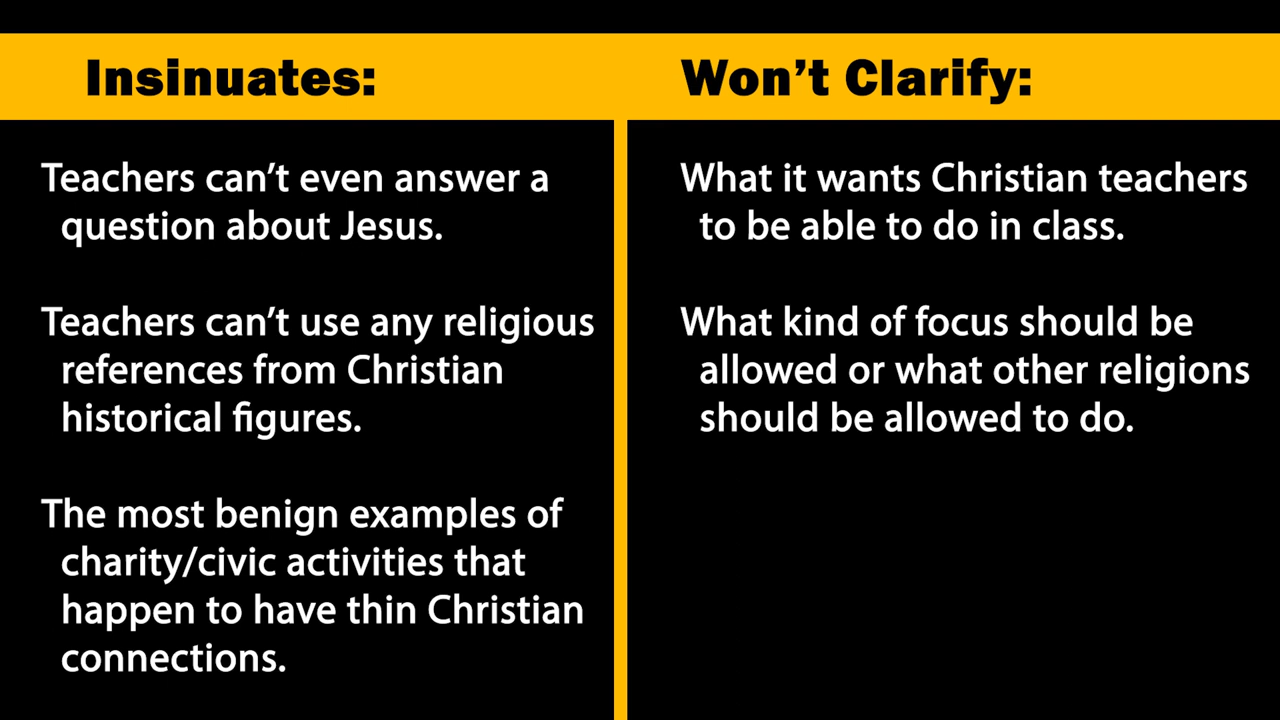 Insinuates:
Won’t Clarify:
Teachers can’t even answer a
question about Jesus.
Teachers can’t use any religious
references from Christian
historical figures.
The most benign examples of
charity/civic activities that
happen to have thin Christian
connections.
What it wants Christian teachers
to be able to do in class.
What kind of focus should be
allowed or what other religions
should be allowed to do.